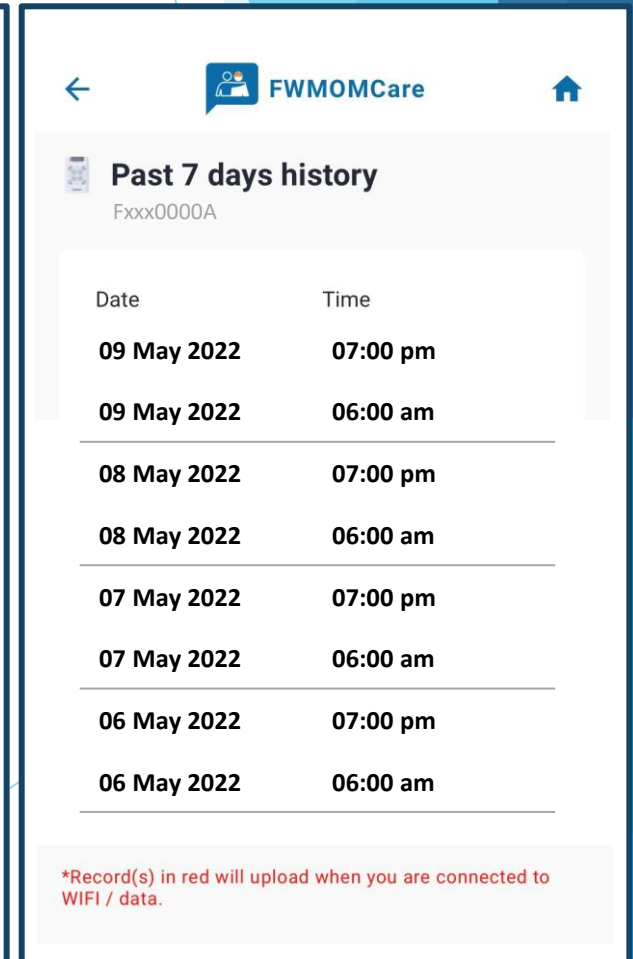 FWMOMCare
Past 7 days history
Fxxx0000A
Date Time
09 May 2022 07:00 pm
09 May 2022 06:00 am
08 May 2022 07:00 pm
08 May 2022 06:00 am
07 May 2022 07:00 pm
07 May 2022 06:00 am
06 May 2022 07:00 pm
06 May 2022 06:00 am
*Record(s) in red will upload when you are connected to
WIFI / data.